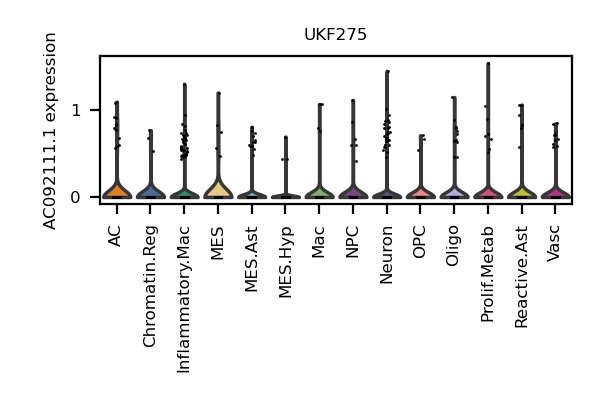 UKF275
AC092111.1 expression
1
0
AC
Chromatin.Reg
Inflammatory.Mac
MES
MES.Ast
MES.Hyp
Mac
NPC
Neuron
OPC
Oligo
Prolif.Metab
Reactive.Ast
Vasc